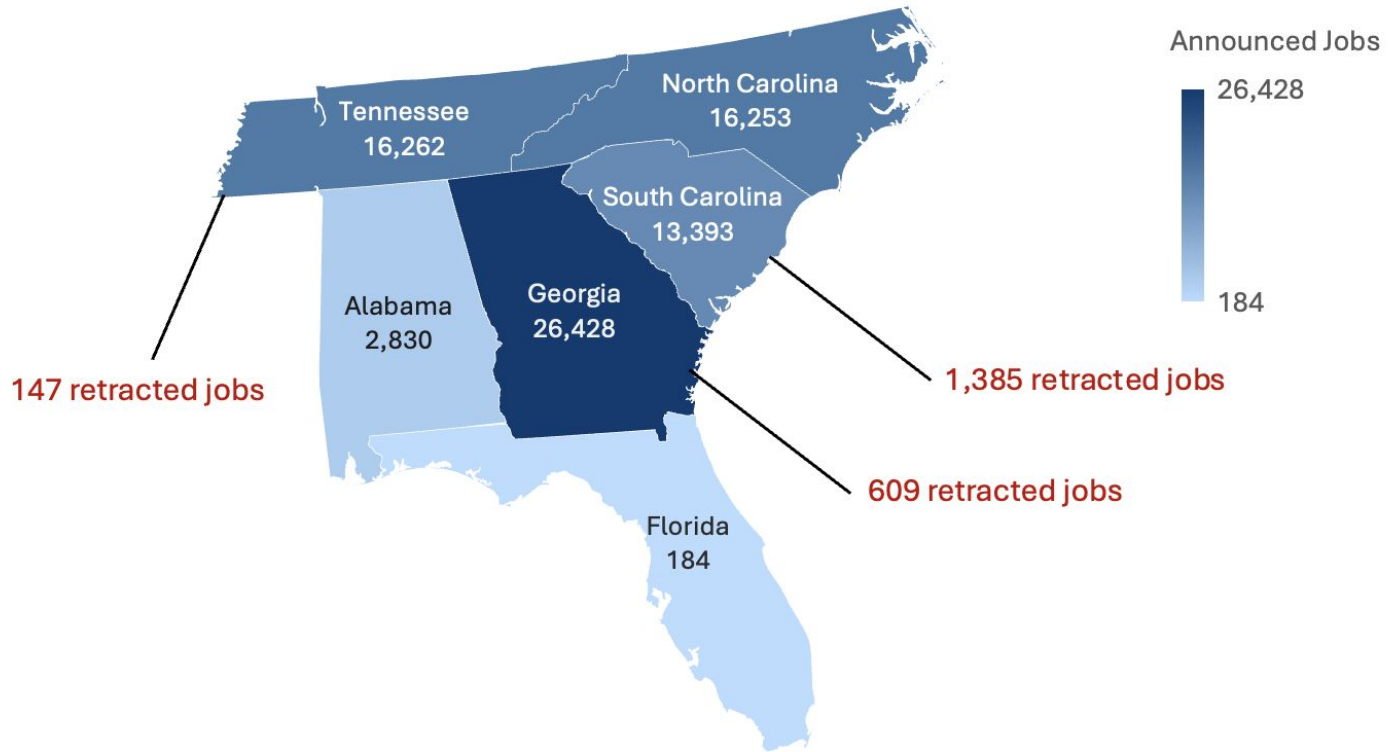 Announced Jobs
26,428
184
North Carolina
16,253
Tennessee
16,262
South Carolina
13,393
Georgia
26,428
Alabama
2,830
147 retracted jobs
1,385 retracted jobs
609 retracted jobs
Florida
184